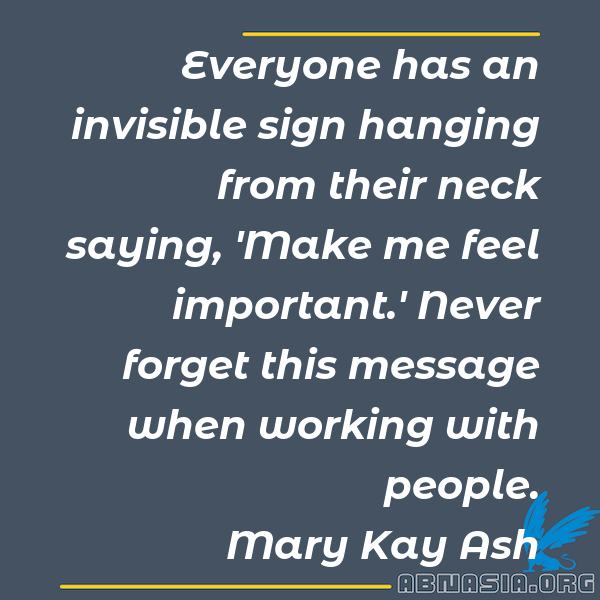 Everyone has an
invisible sign hanging
from their neck
saying, 'Make me feel
important.' Never
forget this message
when working with
people.
Mary Kay Ash
ABNASIA.ORG